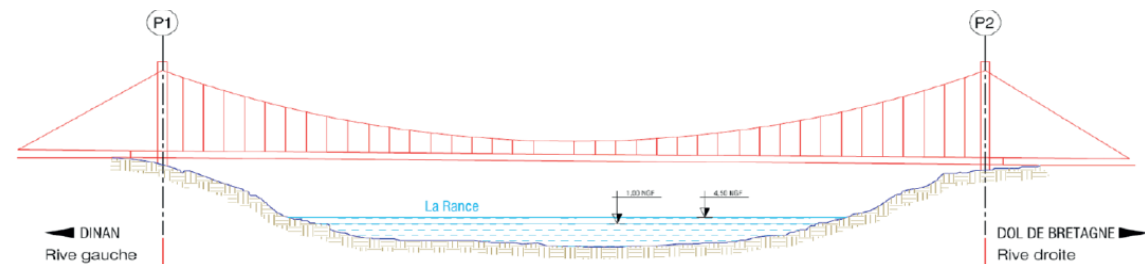 P1
P2
1,00 NGF
4,10 NGF
La Rance
DINAN
DOL DE BRETAGNE
Rive gauche
Rive droite